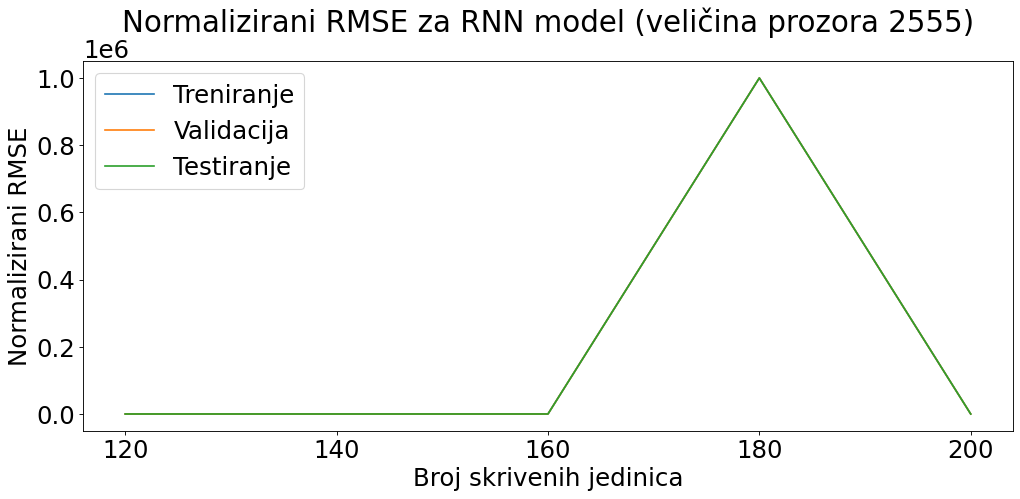 Normalizirani RMSE za RNN model (veličina prozora 2555)
1e6
1.0
0.8
0.6
0.4
0.2
0.0
Normalizirani RMSE
Treniranje
Validacija
Testiranje
120 140 160 180 200
Broj skrivenih jedinica